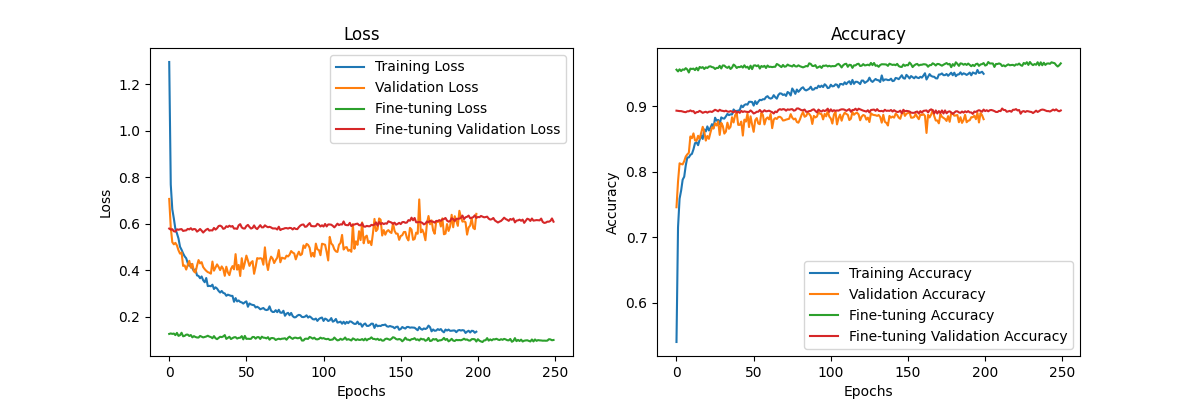 Loss
1.2
1.0
0.8
0.6
0.4
0.2
Loss
0
50
100
150
200
250
Epochs
Training Loss
Validation Loss
Fine-tuning Loss
Fine-tuning Validation Loss
Accuracy
0.9
0.8
0.7
0.6
Accuracy
0
50
100
150
200
250
Epochs
Training Accuracy
Validation Accuracy
Fine-tuning Accuracy
Fine-tuning Validation Accuracy